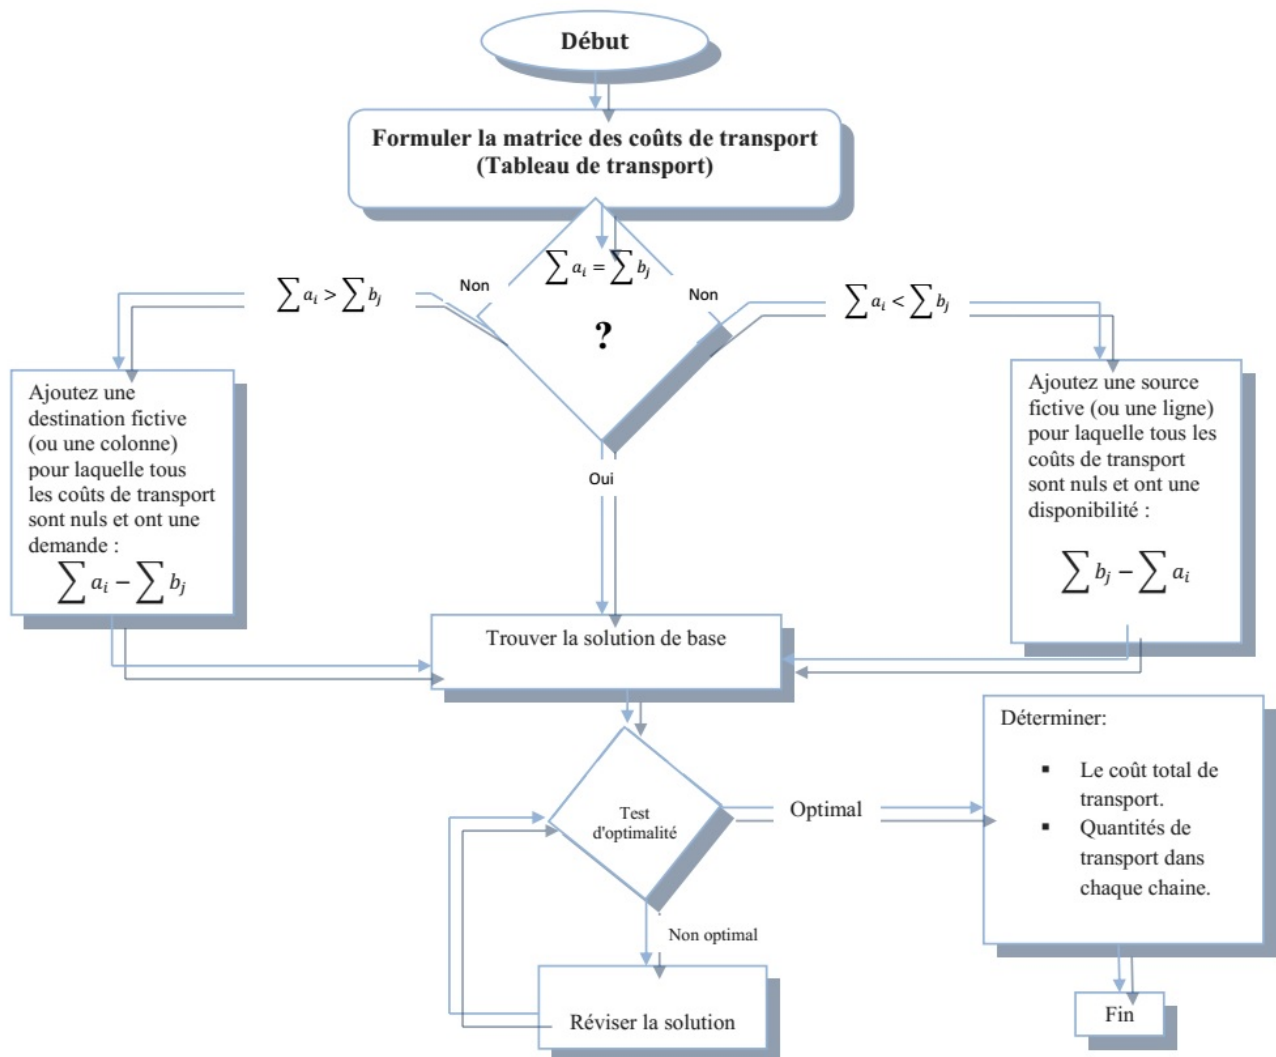 Début
Formuler la matrice des coûts de transport
(Tableau de transport)
∑ aᵢ = ∑ bⱼ
?
Non
∑ aᵢ > ∑ bⱼ
Non
∑ aᵢ < ∑ bⱼ
Ajoutez une
destination fictive
(ou une colonne)
pour laquelle tous
les coûts de transport
sont nuls et ont une
demande :
∑ aᵢ − ∑ bⱼ
Oui
Ajoutez une source
fictive (ou une ligne)
pour laquelle tous les
coûts de transport
sont nuls et ont une
disponibilité :
∑ bⱼ − ∑ aᵢ
Trouver la solution de base
Test
d'optimalité
Optimal
Déterminer:
▪ Le coût total de
transport.
▪ Quantités de
transport dans
chaque chaine.
Non optimal
Réviser la solution
Fin